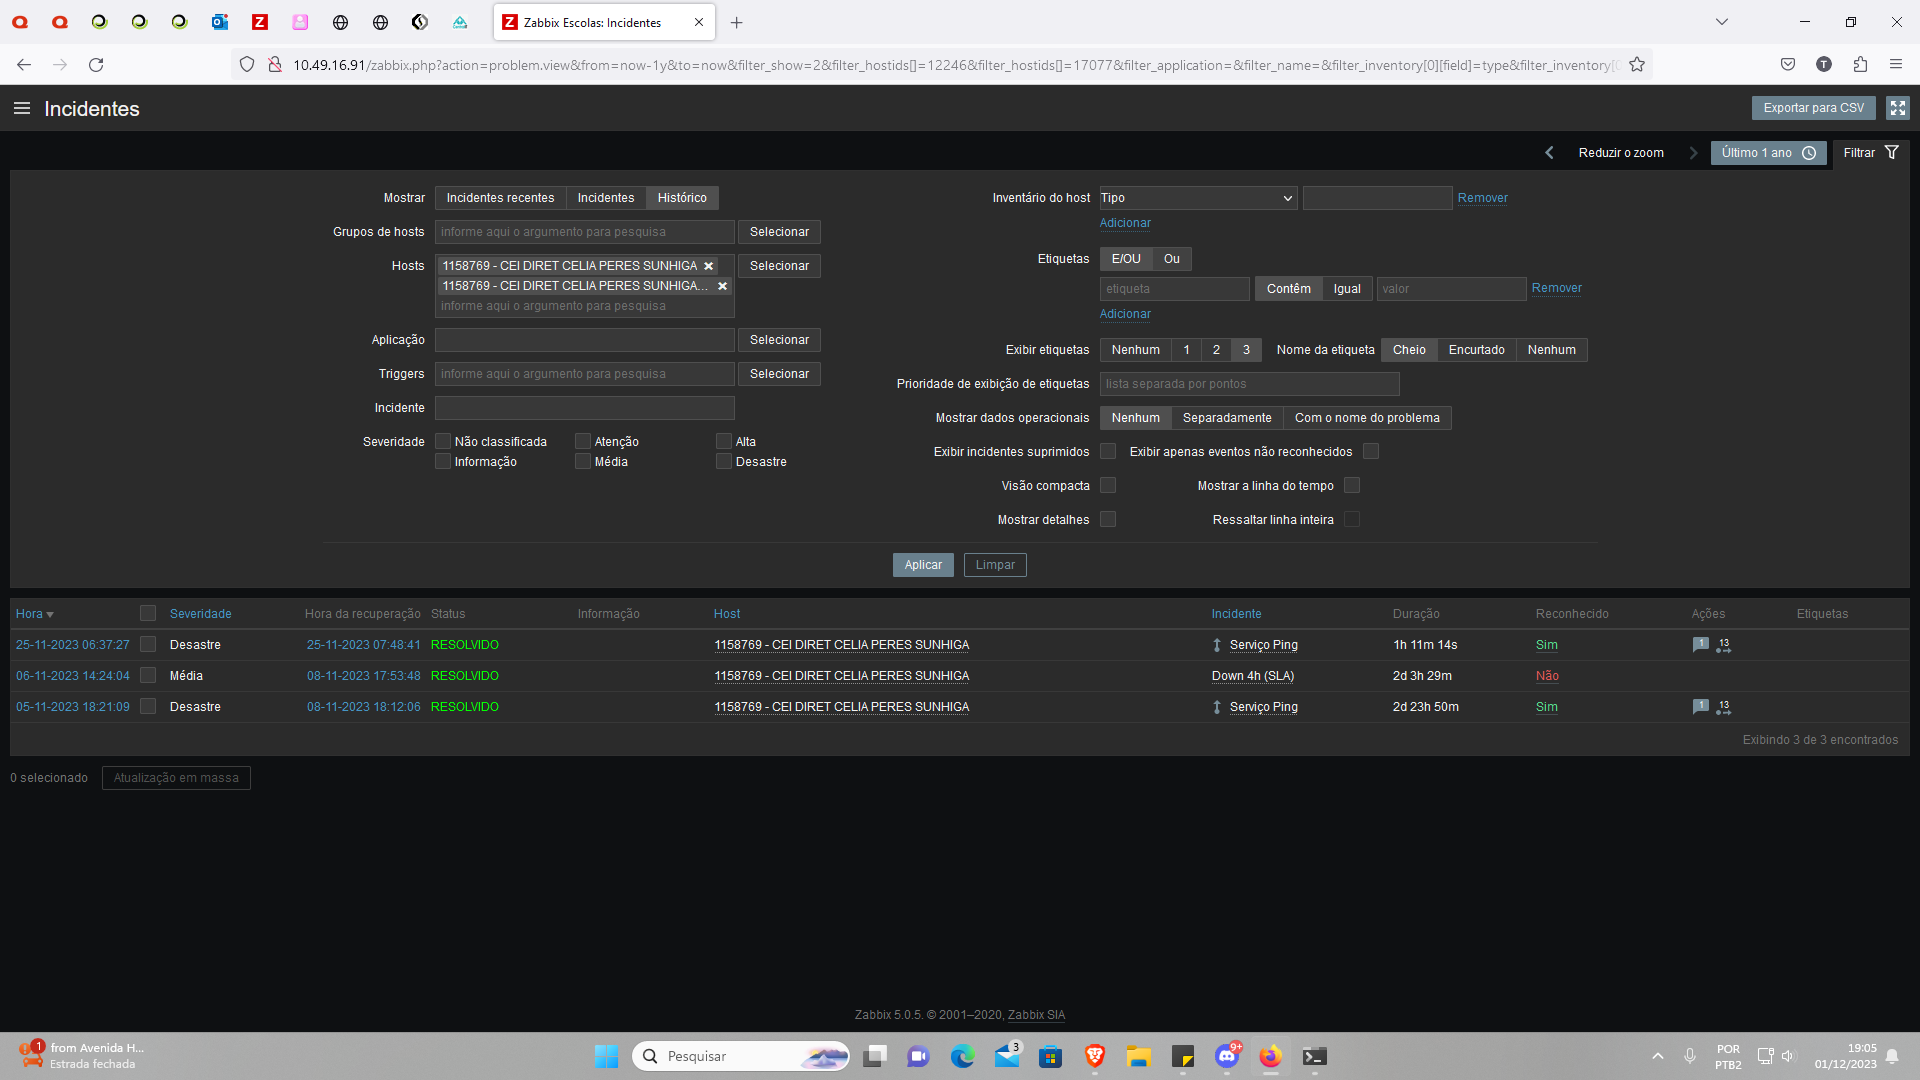 Zabbix Escolas: Incidentes
10.49.16.91/zabbix.php?action=problem.view&from=now-1y&to=now&filter_show=2&filter_hostids[]=12246&filter_hostids[]=17077&filter_application=&filter_name=&filter_inventory[0][field]=type&filter_inventory[0
T
Incidentes
Exportar para CSV
Reduzir o zoom
Último 1 ano
Filtrar
Mostrar
Incidentes recentes
Incidentes
Histórico
Grupos de hosts
informe aqui o argumento para pesquisa
Selecionar
Hosts
1158769 - CEI DIRET CELIA PERES SUNHIGA
Selecionar
1158769 - CEI DIRET CELIA PERES SUNHIGA...
informe aqui o argumento para pesquisa
Aplicação
Selecionar
Triggers
informe aqui o argumento para pesquisa
Selecionar
Incidente
Severidade
Não classificada
Atenção
Alta
Informação
Média
Desastre
Inventário do host
Tipo
Remover
Adicionar
Etiquetas
E/OU
Ou
etiqueta
Contêm
Igual
valor
Remover
Adicionar
Exibir etiquetas
Nenhum
1
2
3
Nome da etiqueta
Cheio
Encurtado
Nenhum
Prioridade de exibição de etiquetas
lista separada por pontos
Mostrar dados operacionais
Nenhum
Separadamente
Com o nome do problema
Exibir incidentes suprimidos
Exibir apenas eventos não reconhecidos
Visão compacta
Mostrar a linha do tempo
Mostrar detalhes
Ressaltar linha inteira
Aplicar
Limpar
Hora
Severidade
Hora da recuperação
Status
Informação
Host
Incidente
Duração
Reconhecido
Ações
Etiquetas
25-11-2023 06:37:27 Desastre 25-11-2023 07:48:41 RESOLVIDO 1158769 - CEI DIRET CELIA PERES SUNHIGA Serviço Ping 1h 11m 14s Sim 1 13
06-11-2023 14:24:04 Média 08-11-2023 17:53:48 RESOLVIDO 1158769 - CEI DIRET CELIA PERES SUNHIGA Down 4h (SLA) 2d 3h 29m Não
05-11-2023 18:21:09 Desastre 08-11-2023 18:12:06 RESOLVIDO 1158769 - CEI DIRET CELIA PERES SUNHIGA Serviço Ping 2d 23h 50m Sim 1 13
Exibindo 3 de 3 encontrados
0 selecionado
Atualização em massa
Zabbix 5.0.5. © 2001–2020, Zabbix SIA
1
from Avenida H...
Estrada fechada
Pesquisar
3
9+
POR
PTB2
19:05
01/12/2023